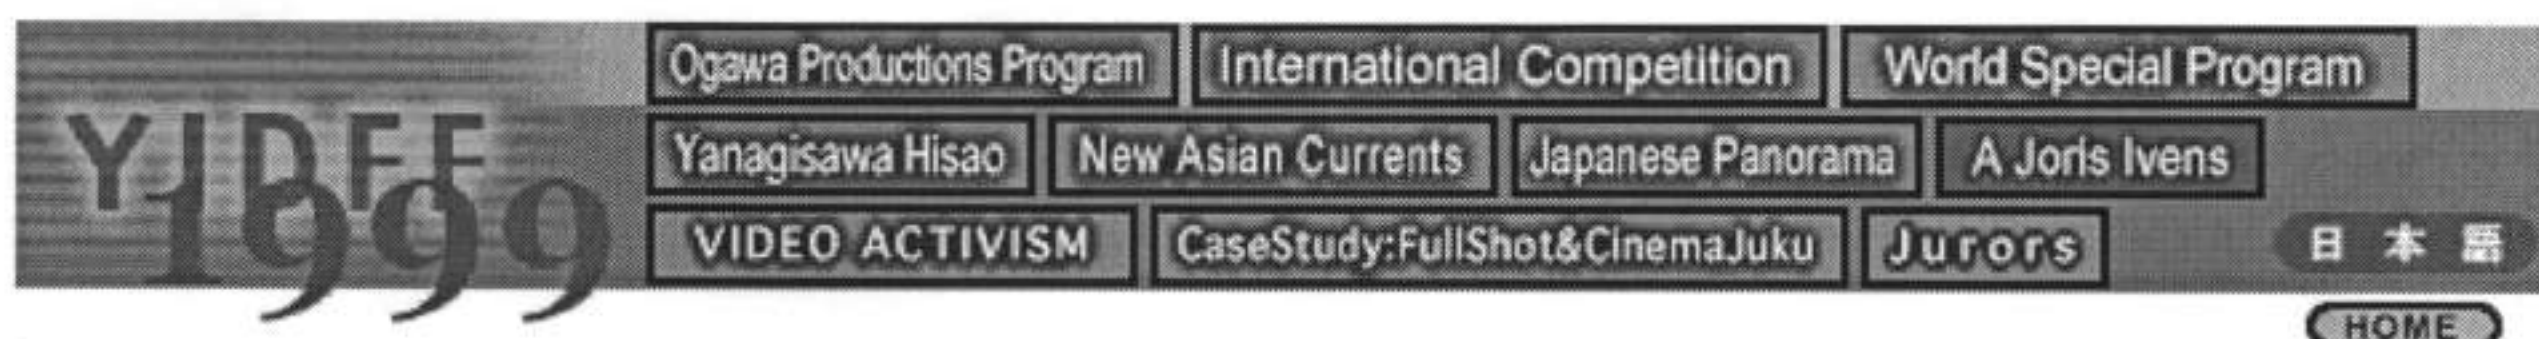 YIDFF
1999
Ogawa Productions Program International Competition World Special Program
Yanagisawa Hisao New Asian Currents Japanese Panorama A Joris Ivens
VIDEO ACTIVISM CaseStudy:FullShot&CinemaJuku Jurors
日本語
HOME